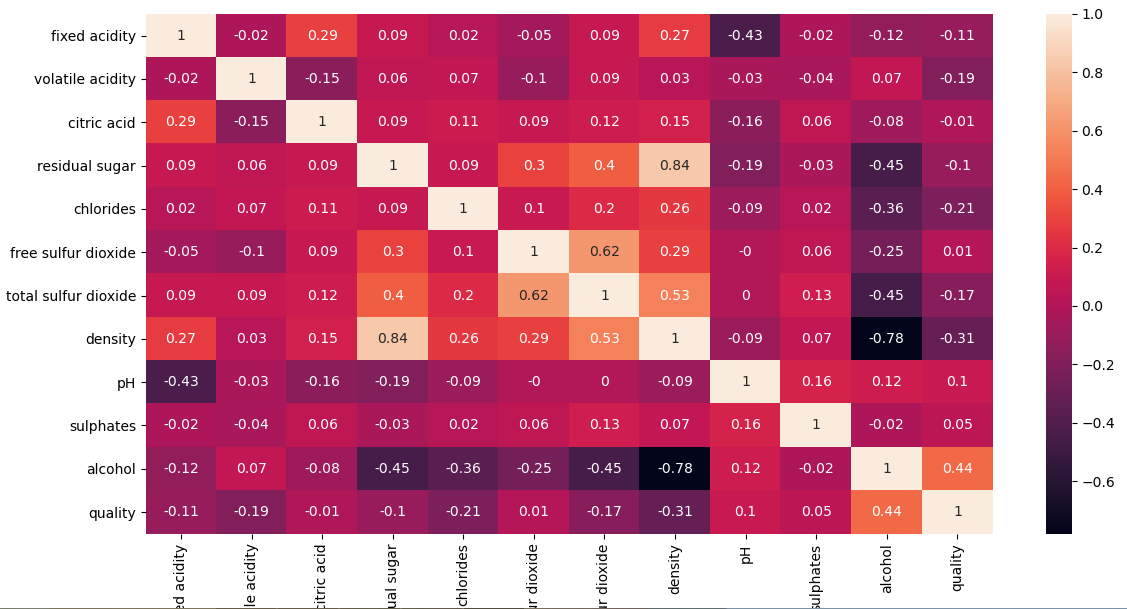 fixed acidity 1 -0.02 0.29 0.09 0.02 -0.05 0.09 0.27 -0.43 -0.02 -0.12 -0.11
volatile acidity -0.02 1 -0.15 0.06 0.07 -0.1 0.09 0.03 -0.03 -0.04 0.07 -0.19
citric acid 0.29 -0.15 1 0.09 0.11 0.09 0.12 0.15 -0.16 0.06 -0.08 -0.01
residual sugar 0.09 0.06 0.09 1 0.09 0.3 0.4 0.84 -0.19 -0.03 -0.45 -0.1
chlorides 0.02 0.07 0.11 0.09 1 0.1 0.2 0.26 -0.09 0.02 -0.36 -0.21
free sulfur dioxide -0.05 -0.1 0.09 0.3 0.1 1 0.62 0.29 -0 0.06 -0.25 0.01
total sulfur dioxide 0.09 0.09 0.12 0.4 0.2 0.62 1 0.53 0 0.13 -0.45 -0.17
density 0.27 0.03 0.15 0.84 0.26 0.29 0.53 1 -0.09 0.07 -0.78 -0.31
pH -0.43 -0.03 -0.16 -0.19 -0.09 -0 0 -0.09 1 0.16 0.12 0.1
sulphates -0.02 -0.04 0.06 -0.03 0.02 0.06 0.13 0.07 0.16 1 -0.02 0.05
alcohol -0.12 0.07 -0.08 -0.45 -0.36 -0.25 -0.45 -0.78 0.12 -0.02 1 0.44
quality -0.11 -0.19 -0.01 -0.1 -0.21 0.01 -0.17 -0.31 0.1 0.05 0.44 1
ed acidity
le acidity
citric acid
ual sugar
chlorides
ur dioxide
ur dioxide
density
pH
sulphates
alcohol
quality
1.0
0.8
0.6
0.4
0.2
0.0
−0.2
−0.4
−0.6